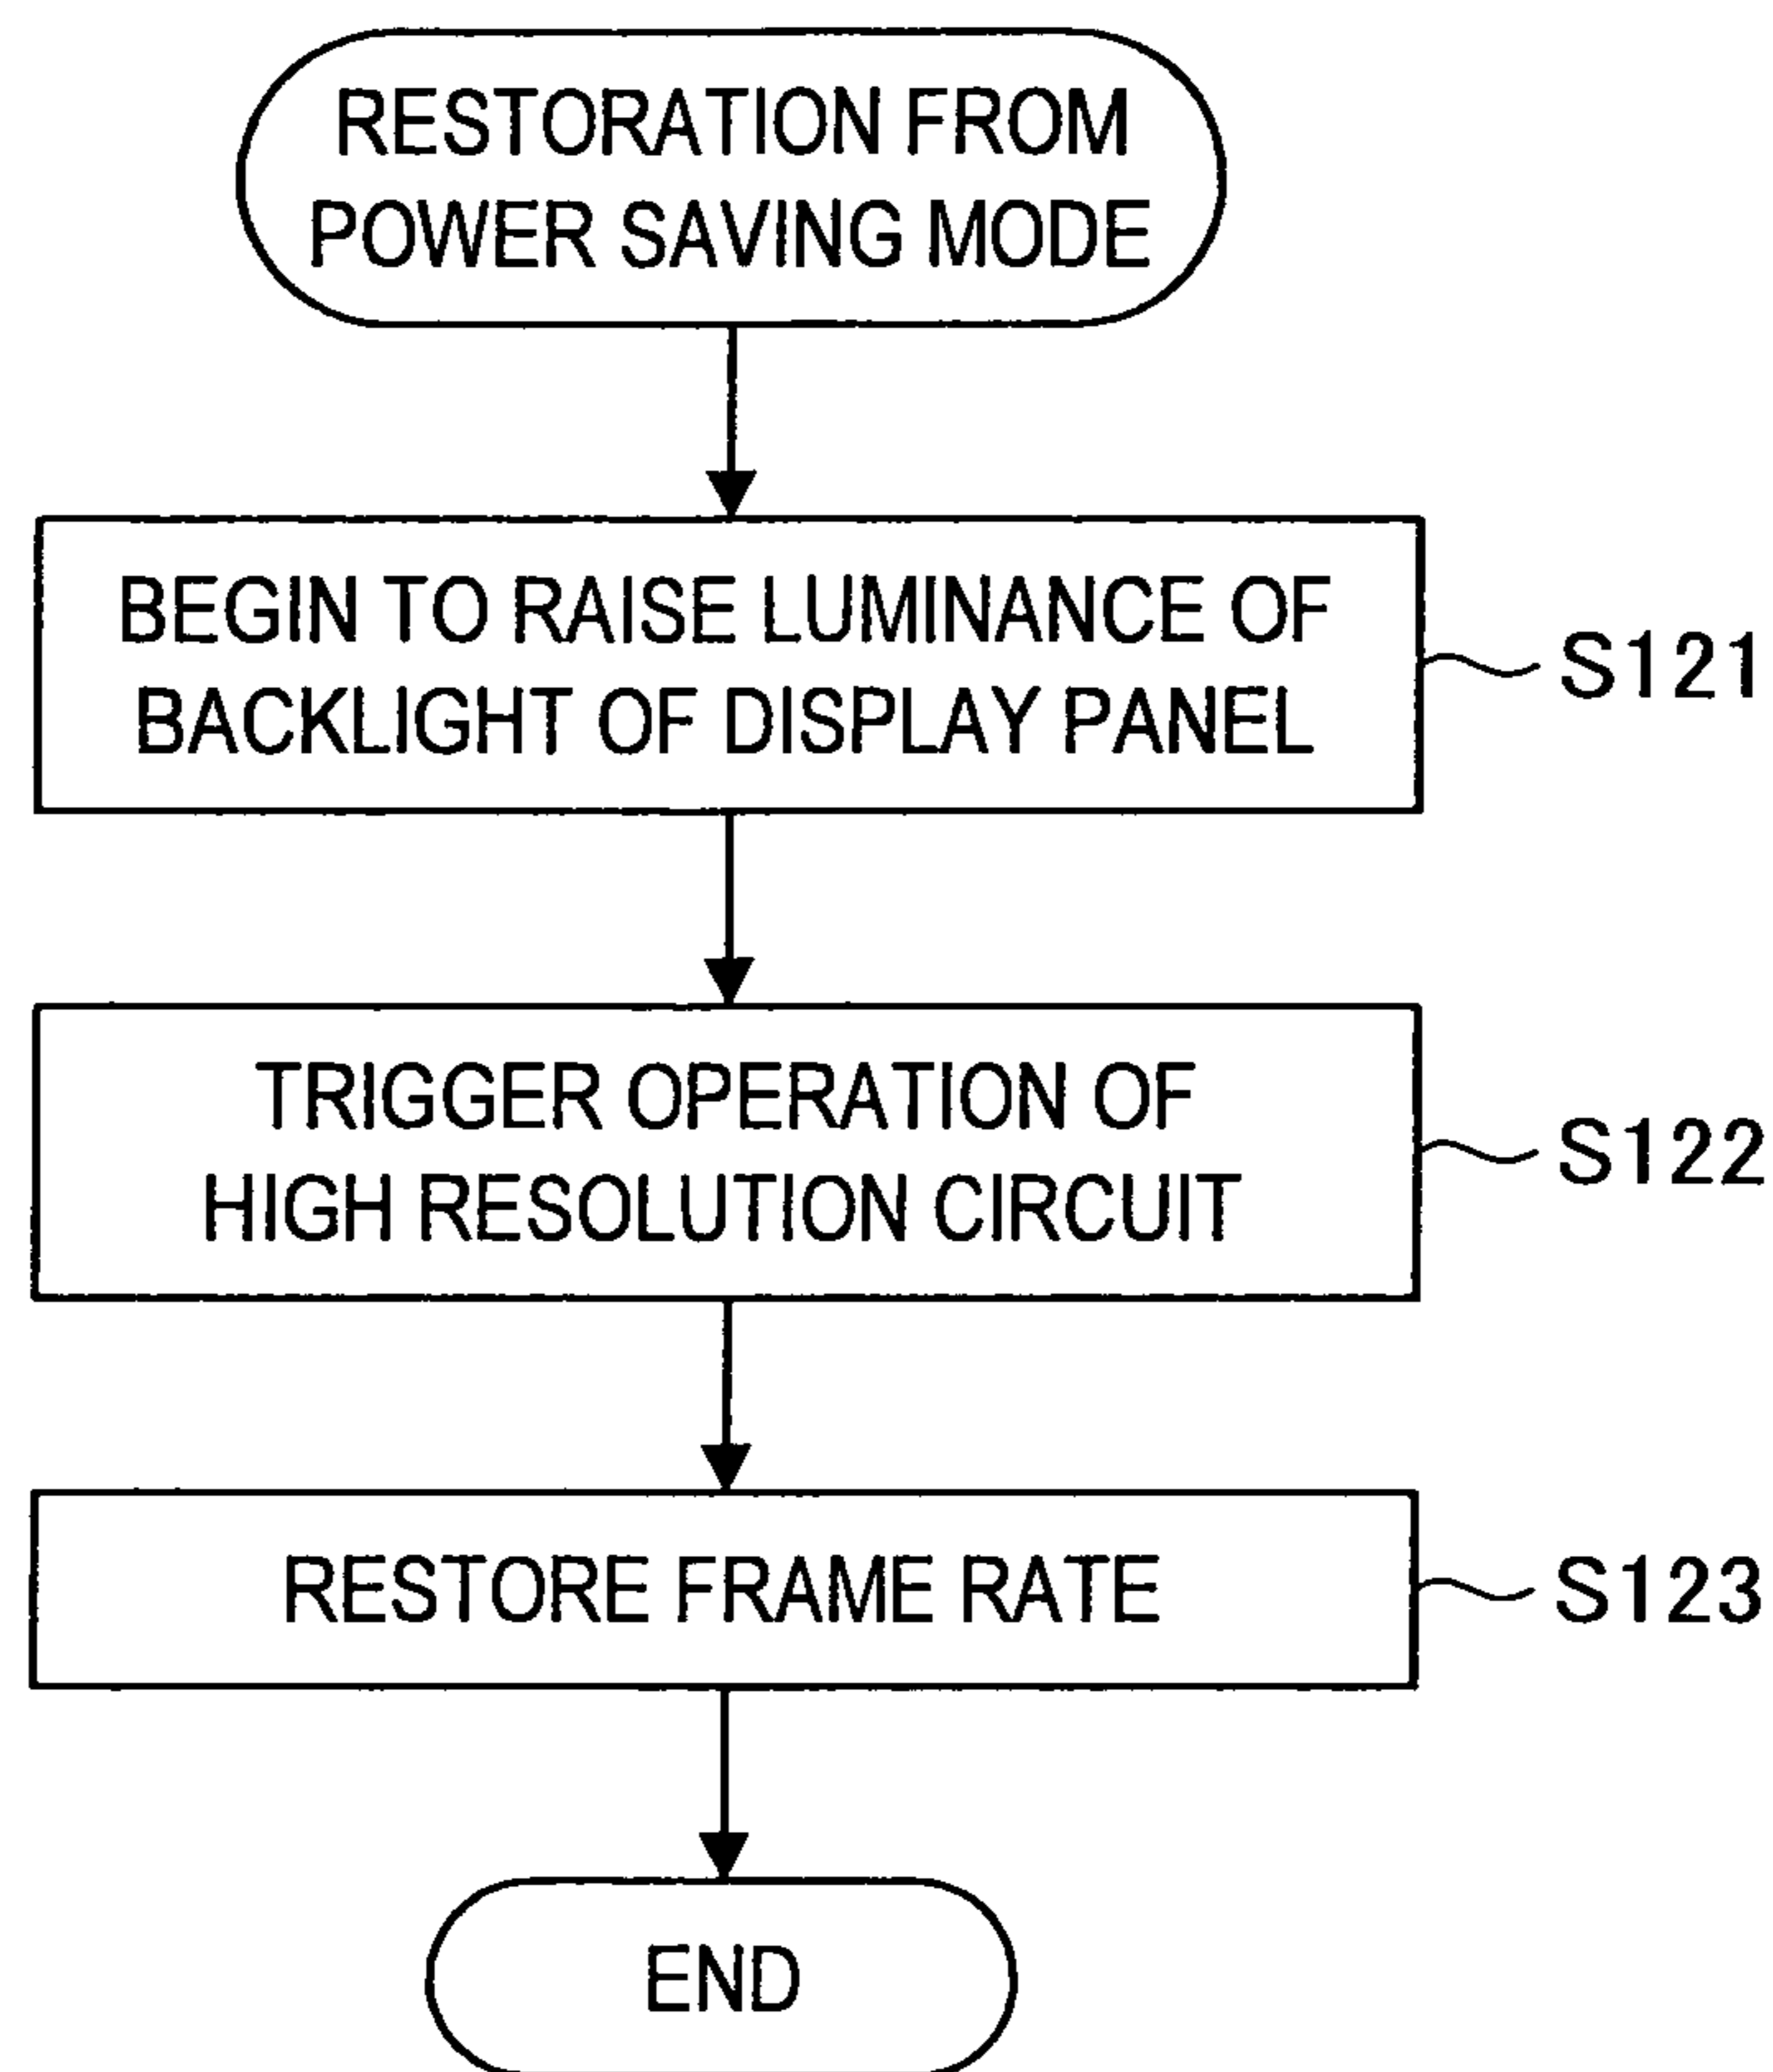 RESTORATION FROM
POWER SAVING MODE
BEGIN TO RAISE LUMINANCE OF
BACKLIGHT OF DISPLAY PANEL
S121
TRIGGER OPERATION OF
HIGH RESOLUTION CIRCUIT
S122
RESTORE FRAME RATE
S123
END